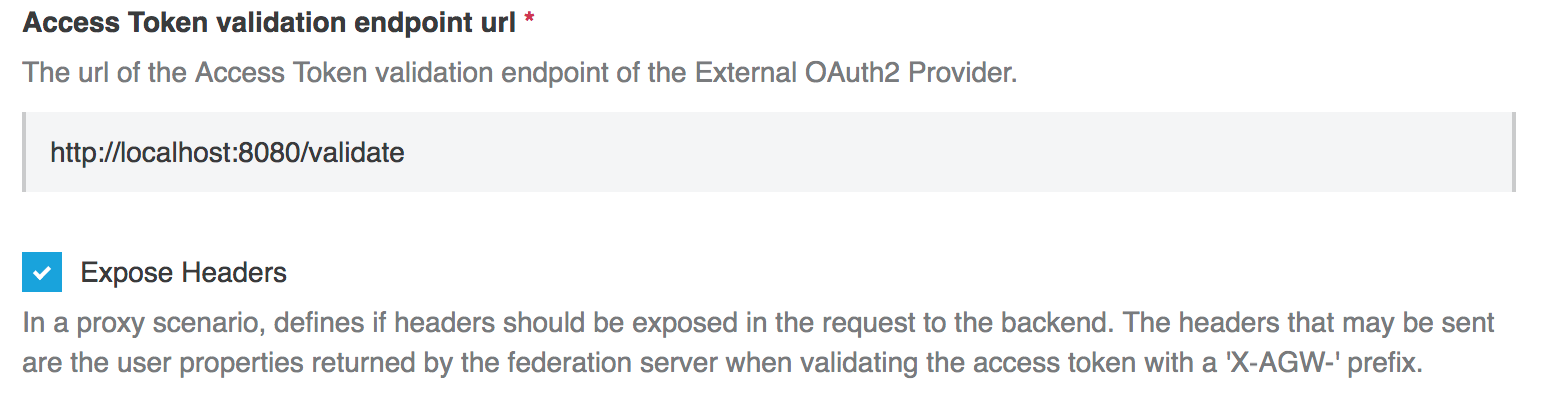 Access Token validation endpoint url *
The url of the Access Token validation endpoint of the External OAuth2 Provider.
http://localhost:8080/validate
Expose Headers
In a proxy scenario, defines if headers should be exposed in the request to the backend. The headers that may be sent
are the user properties returned by the federation server when validating the access token with a 'X-AGW-' prefix.